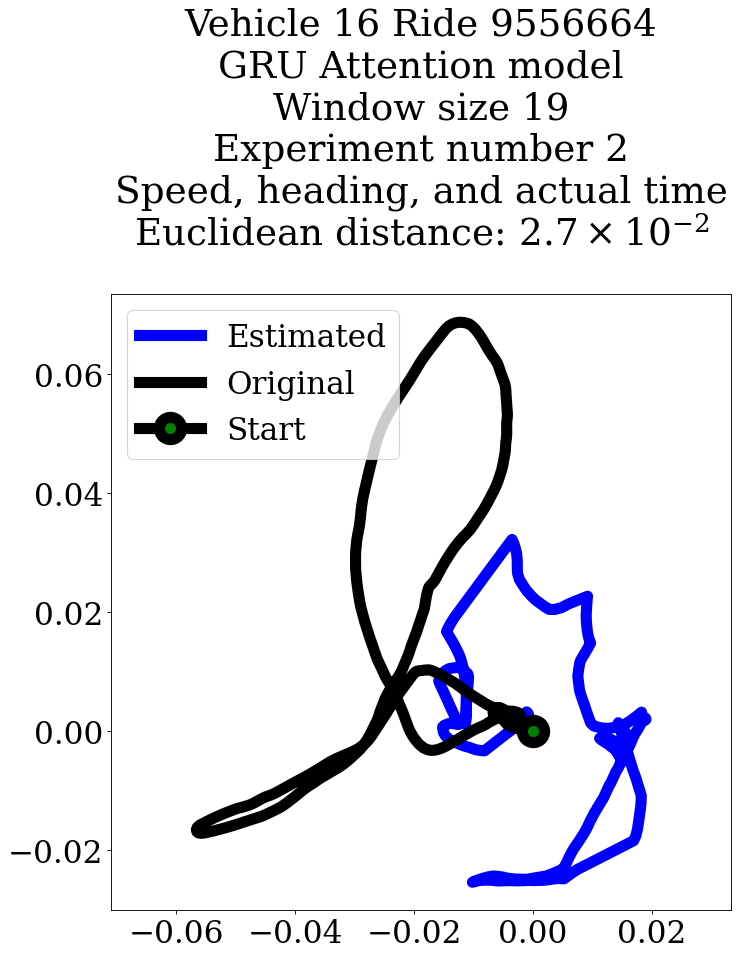 Vehicle 16 Ride 9556664
GRU Attention model
Window size 19
Experiment number 2
Speed, heading, and actual time
Euclidean distance: 2.7 × 10⁻²
Estimated
Original
Start
0.06
0.04
0.02
0.00
−0.02
−0.06 −0.04 −0.02 0.00 0.02